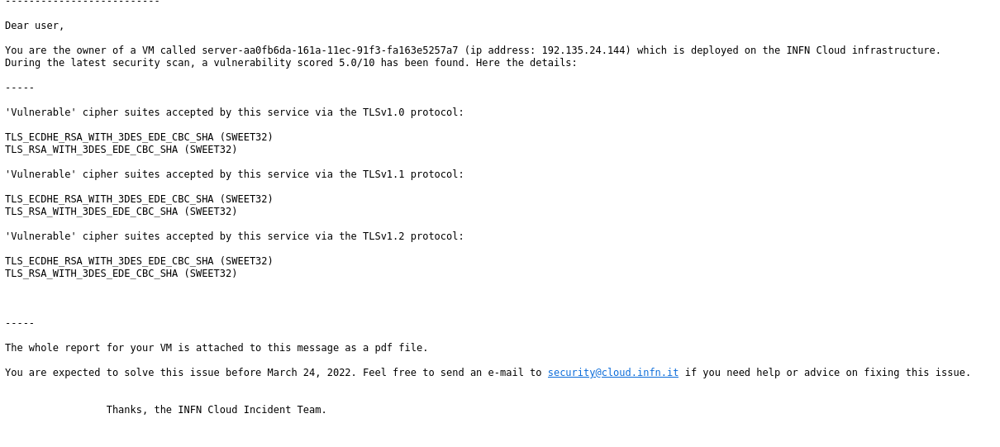 --------------------------
Dear user,
You are the owner of a VM called server-aa0fb6da-161a-11ec-91f3-fa163e5257a7 (ip address: 192.135.24.144) which is deployed on the INFN Cloud infrastructure.
During the latest security scan, a vulnerability scored 5.0/10 has been found. Here the details:
-----
'Vulnerable' cipher suites accepted by this service via the TLSv1.0 protocol:
TLS_ECDHE_RSA_WITH_3DES_EDE_CBC_SHA (SWEET32)
TLS_RSA_WITH_3DES_EDE_CBC_SHA (SWEET32)
'Vulnerable' cipher suites accepted by this service via the TLSv1.1 protocol:
TLS_ECDHE_RSA_WITH_3DES_EDE_CBC_SHA (SWEET32)
TLS_RSA_WITH_3DES_EDE_CBC_SHA (SWEET32)
'Vulnerable' cipher suites accepted by this service via the TLSv1.2 protocol:
TLS_ECDHE_RSA_WITH_3DES_EDE_CBC_SHA (SWEET32)
TLS_RSA_WITH_3DES_EDE_CBC_SHA (SWEET32)
-----
The whole report for your VM is attached to this message as a pdf file.
You are expected to solve this issue before March 24, 2022. Feel free to send an e-mail to security@cloud.infn.it if you need help or advice on fixing this issue.
Thanks, the INFN Cloud Incident Team.